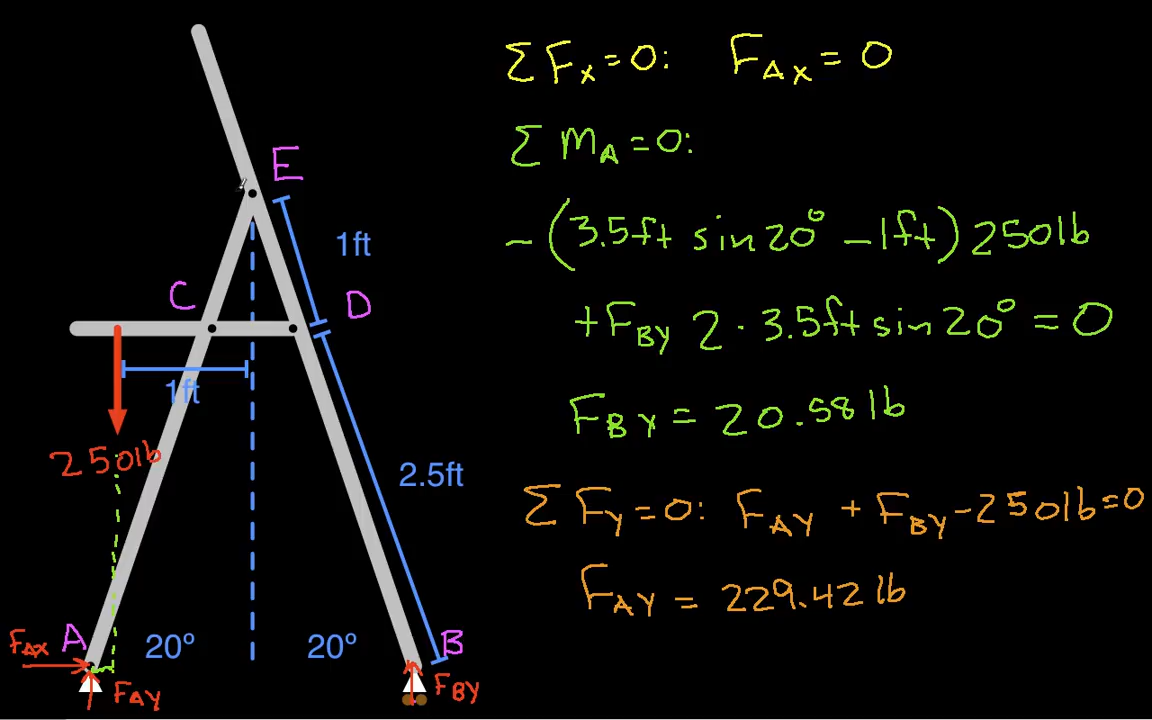 ΣFx=0: FAx=0
ΣMA=0:
-(3.5ft sin20° -1ft)250lb
+FBY 2·3.5ft sin20°=0
FBY=20.58lb
ΣFY=0: FAY+FBY-250lb=0
FAY=229.42lb
E
1ft
C
D
1ft
250lb
2.5ft
FAX
A
20°
20°
B
FAY
FBY